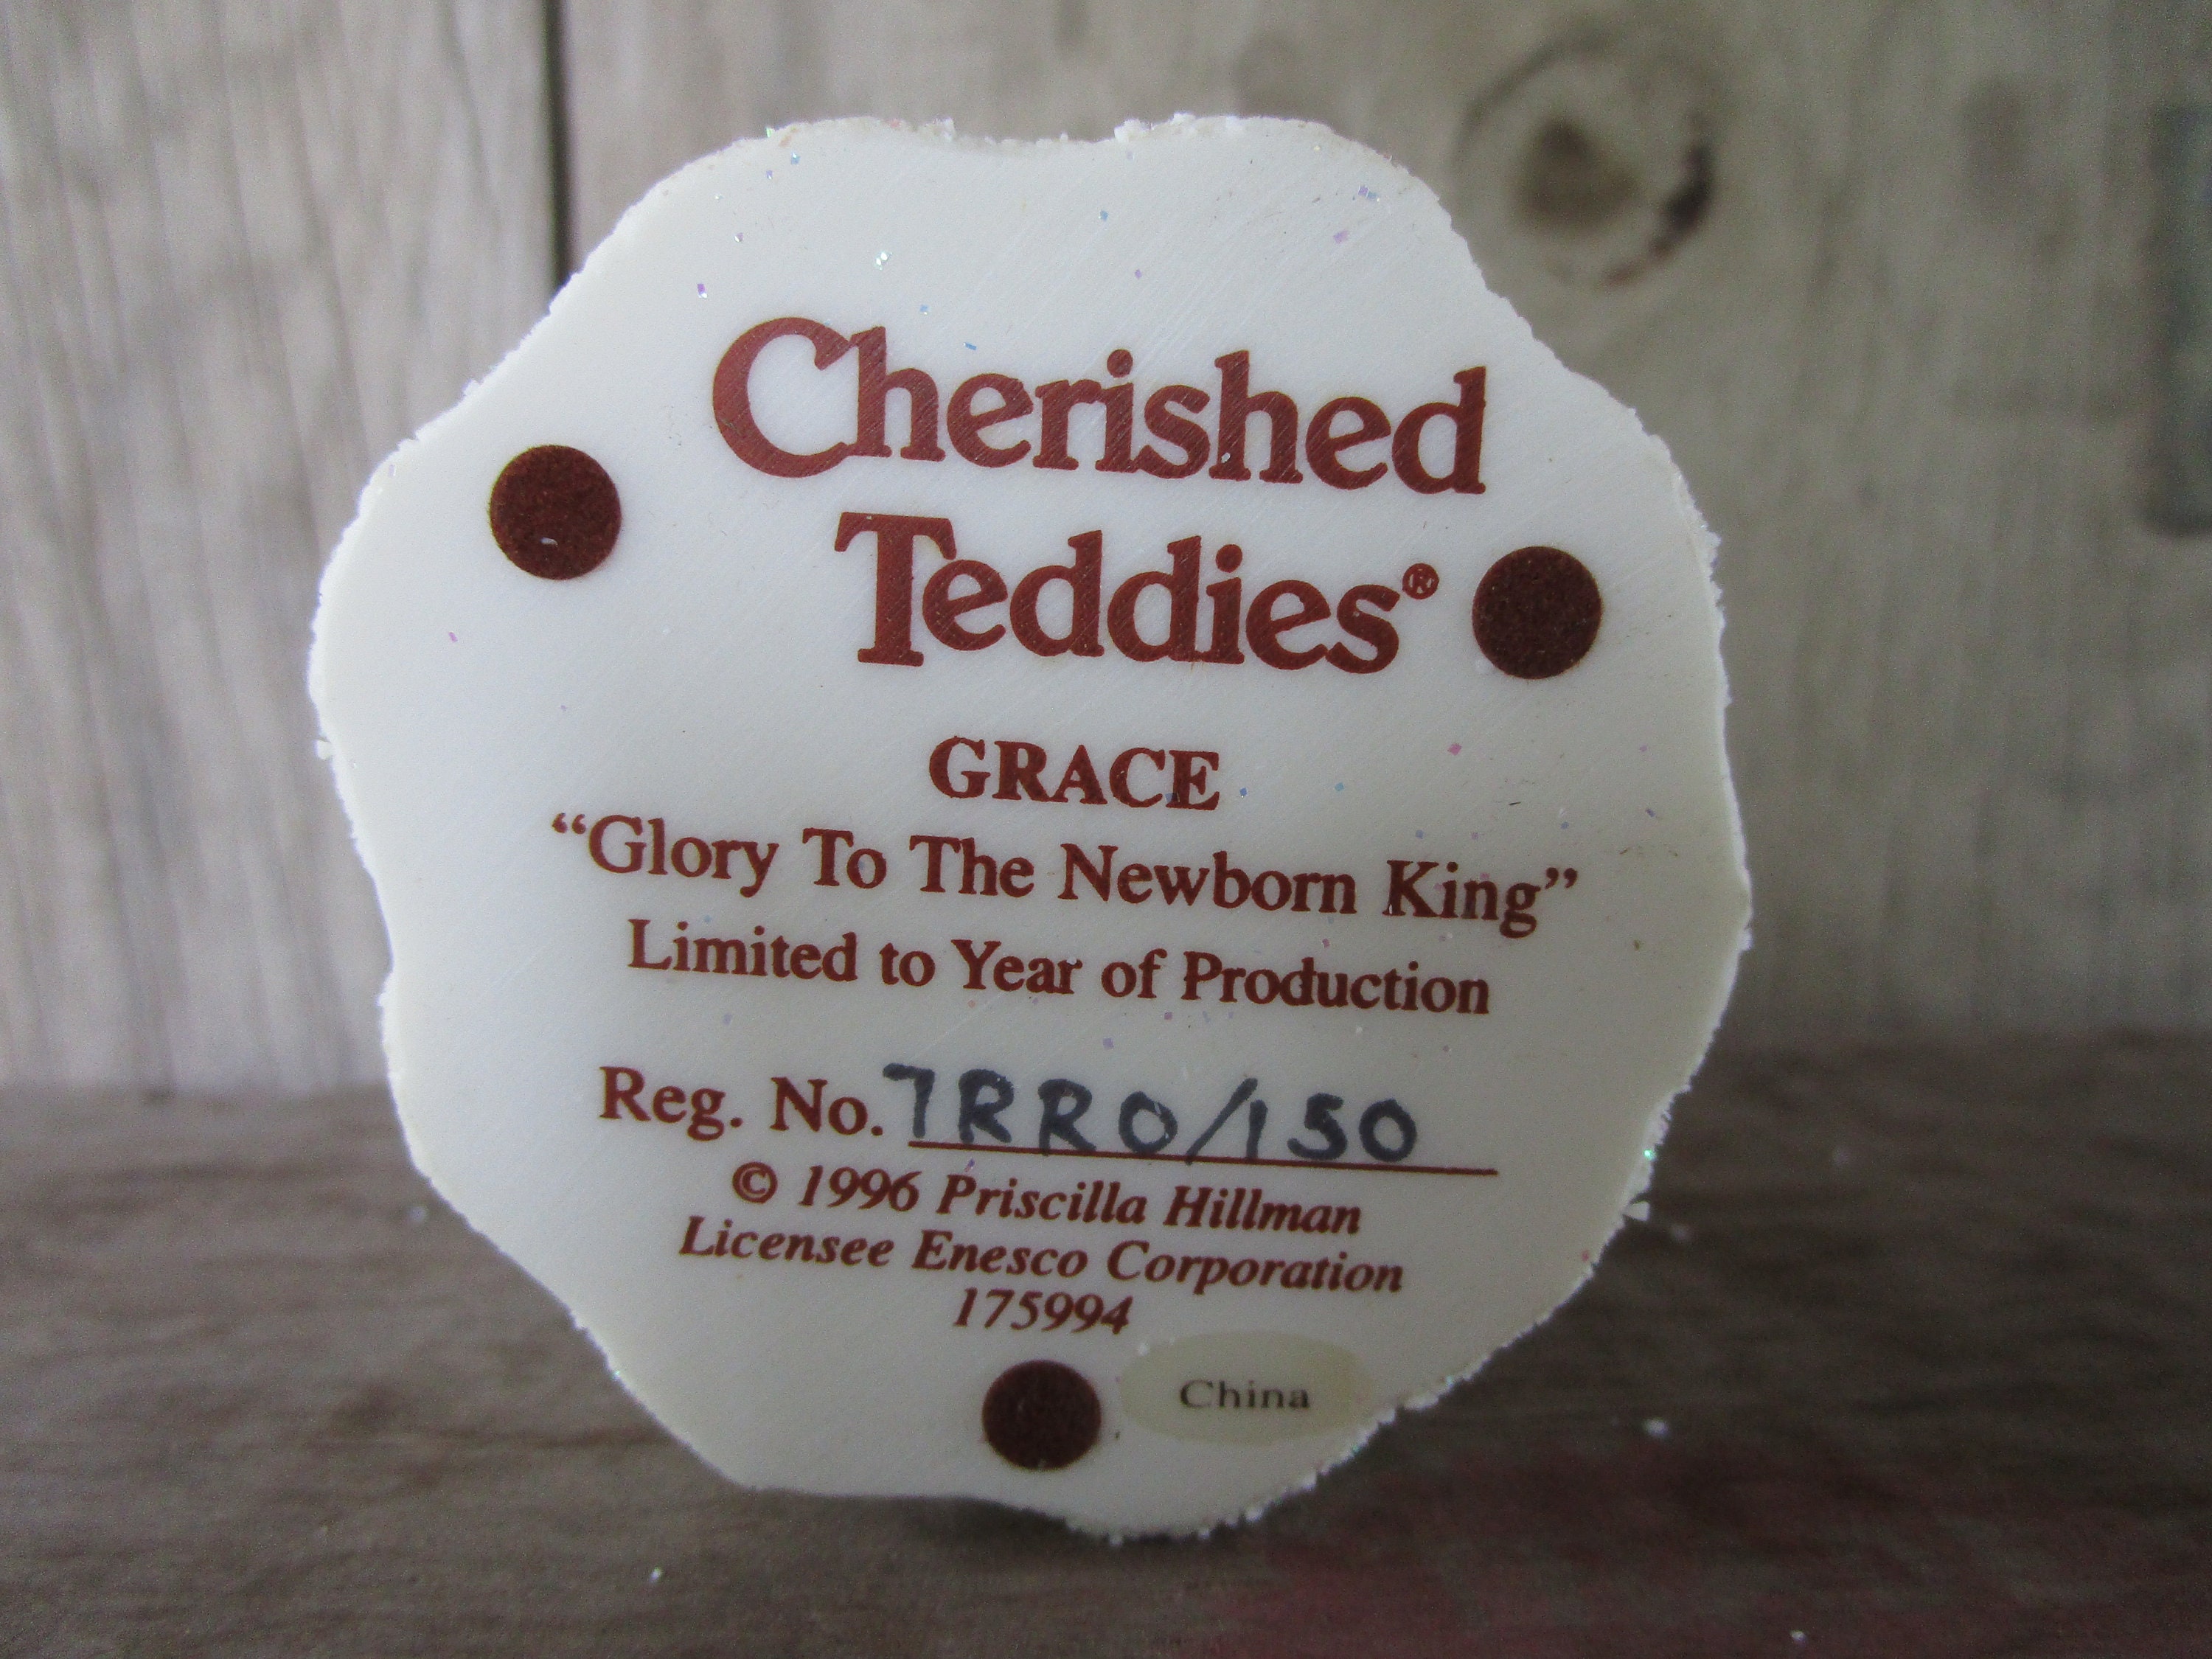 Cherished
Teddies®
GRACE
“Glory To The Newborn King”
Limited to Year of Production
Reg. No. 7RR0/150
© 1996 Priscilla Hillman
Licensee Enesco Corporation
175994
China